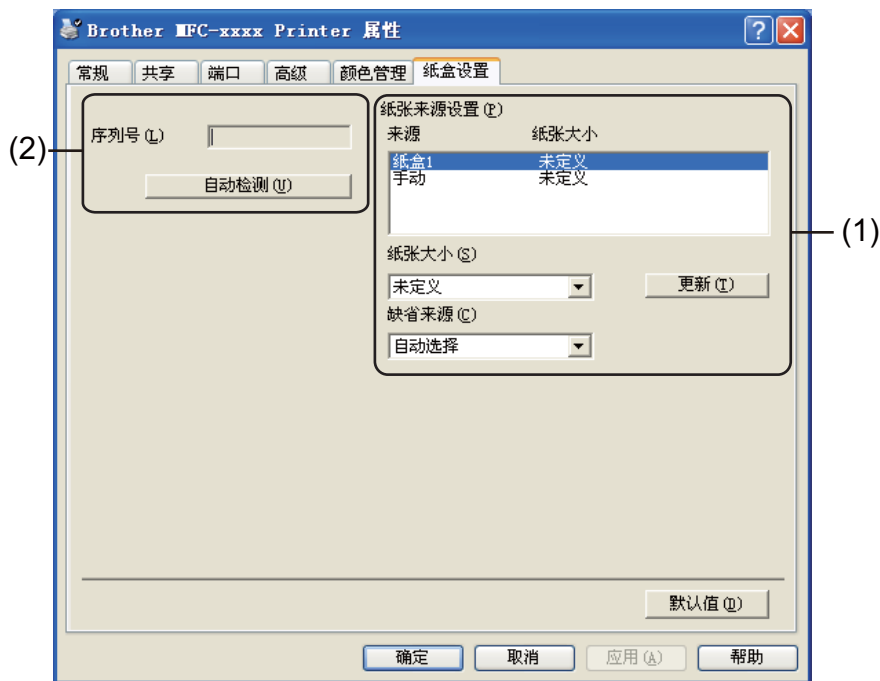 Brother MFC-xxxx Printer 属性
常规 共享 端口 高级 颜色管理 纸盒设置
(2)
序列号(L)
自动检测(U)
纸张来源设置(P)
来源 纸张大小
纸盒1 未定义
手动 未定义
(1)
纸张大小(S)
未定义 更新(T)
缺省来源(C)
自动选择
默认值(D)
确定 取消 应用(A) 帮助